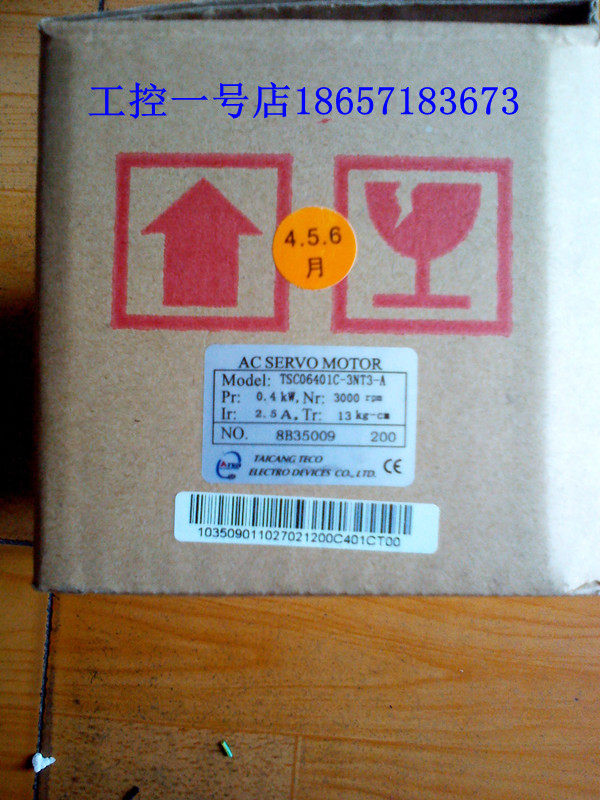 工控一号店18657183673
4.5.6
月
AC SERVO MOTOR
Model: TSC06401C-3NT3-A
Pr: 0.4 kW, Nr: 3000 rpm
Ir: 2.5 A, Tr: 13 kg-cm
NO. 8B35009 200
TAICANG TECO
ELECTRO DEVICES CO., LTD.
CE
103509011027021200C401CT00